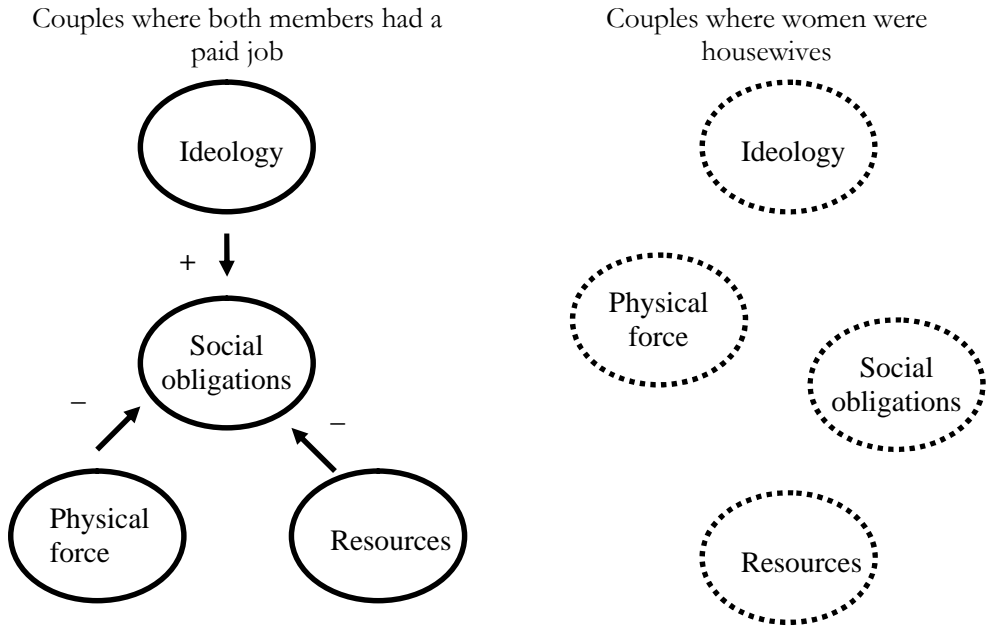 Couples where both members had a
paid job
Ideology
+
Social
obligations
–
–
Physical
force
Resources
Couples where women were
housewives
Ideology
Physical
force
Social
obligations
Resources